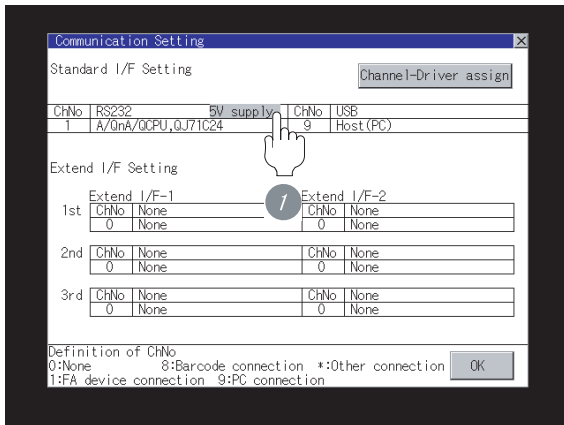 Communication Setting
Standard I/F Setting
Channel-Driver assign
ChNo RS232 5V supply ChNo USB
1 A/QnA/QCPU,QJ71C24 9 Host(PC)
Extend I/F Setting
Extend I/F-1 Extend I/F-2
1st ChNo None ChNo None
0 None 0 None
2nd ChNo None ChNo None
0 None 0 None
3rd ChNo None ChNo None
0 None 0 None
1
Definition of ChNo
0:None 8:Barcode connection *:Other connection
1:FA device connection 9:PC connection
OK